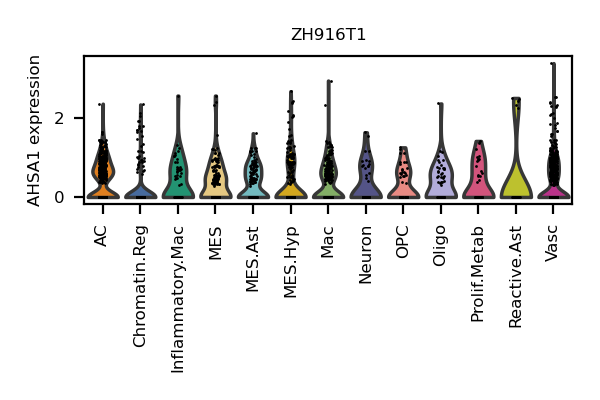 ZH916T1
AHSA1 expression
2
0
AC
Chromatin.Reg
Inflammatory.Mac
MES
MES.Ast
MES.Hyp
Mac
Neuron
OPC
Oligo
Prolif.Metab
Reactive.Ast
Vasc